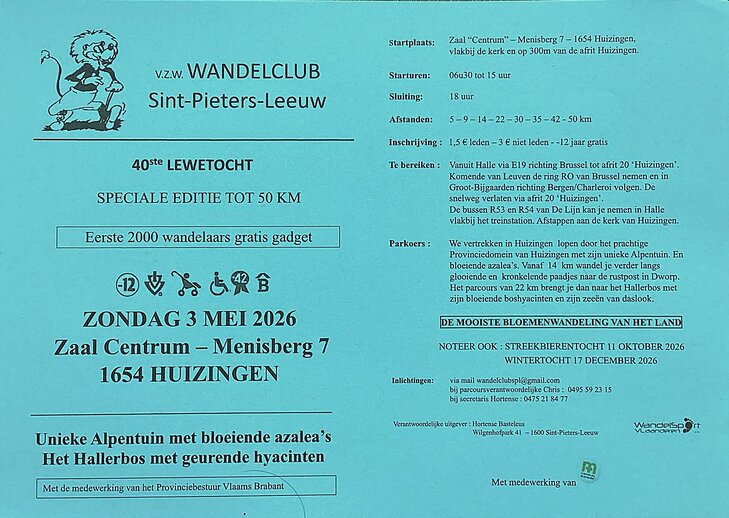 v.z.w. WANDELCLUB
Sint-Pieters-Leeuw
40ste LEWETOCHT
SPECIALE EDITIE TOT 50 KM
Eerste 2000 wandelaars gratis gadget
-12
42
B
ZONDAG 3 MEI 2026
Zaal Centrum – Menisberg 7
1654 HUIZINGEN
Unieke Alpentuin met bloeiende azalea's
Het Hallerbos met geurende hyacinten
Met de medewerking van het Provinciebestuur Vlaams Brabant
Startplaats: Zaal "Centrum" – Menisberg 7 – 1654 Huizingen,
vlakbij de kerk en op 300m van de afrit Huizingen.
Starturen: 06u30 tot 15 uur
Sluiting: 18 uur
Afstanden: 5 – 9 – 14 – 22 – 30 – 35 – 42 - 50 km
Inschrijving : 1,5 € leden – 3 € niet leden - -12 jaar gratis
Te bereiken : Vanuit Halle via E19 richting Brussel tot afrit 20 'Huizingen'.
Komende van Leuven de ring RO van Brussel nemen en in
Groot-Bijgaarden richting Bergen/Charleroi volgen. De
snelweg verlaten via afrit 20 'Huizingen'.
De bussen R53 en R54 van De Lijn kan je nemen in Halle
vlakbij het treinstation. Afstappen aan de kerk van Huizingen.
Parkoers : We vertrekken in Huizingen lopen door het prachtige
Provinciedomein van Huizingen met zijn unieke Alpentuin. En
bloeiende azalea's. Vanaf 14 km wandel je verder langs
glooiende en kronkelende paadjes naar de rustpost in Dworp.
Het parcours van 22 km brengt je dan naar het Hallerbos met
zijn bloeiende boshyacinten en zijn zeeën van daslook.
DE MOOISTE BLOEMENWANDELING VAN HET LAND
NOTEER OOK : STREEKBIERENTOCHT 11 OKTOBER 2026
WINTERTOCHT 17 DECEMBER 2026
Inlichtingen: via mail wandelclubspl@gmail.com
bij parcoursverantwoordelijke Chris : 0495 59 23 15
bij secretaris Hortense : 0475 21 84 77
Verantwoordelijke uitgever : Hortense Basteleus
Wilgenhofpark 41 – 1600 Sint-Pieters-Leeuw
WandelSport
Vlaanderen
Met medewerking van